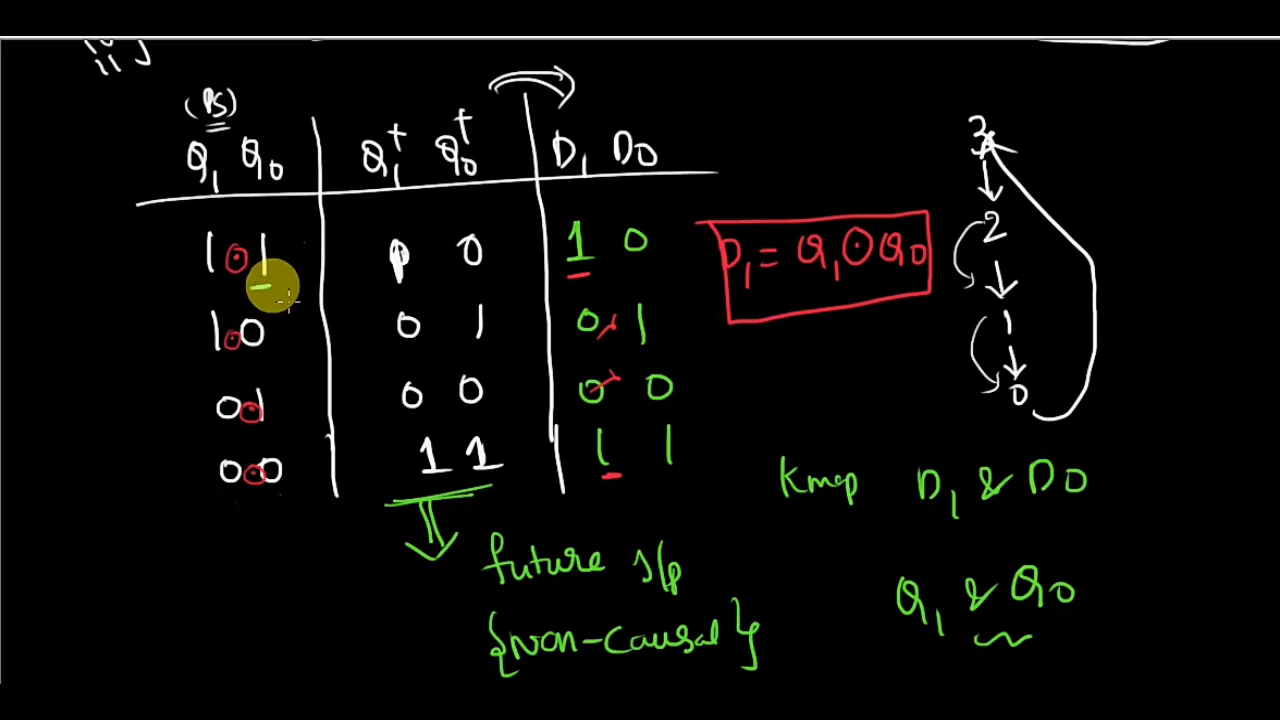 (PS)
Q₁ Q₀ Q₁⁺ Q₀⁺ D₁ D0
3
1 ⊙ 1 1 0 1 0 D₁ = Q₁ ⊙ Q0
2
1 ⊙ 0 0 1 0 1
1
0 ⊙ 1 0 0 0 0
0
0 ⊙ 0 1 1 1 1
Kmap D₁ & D0
future
Q₁ & Q0
{Non-Causal}